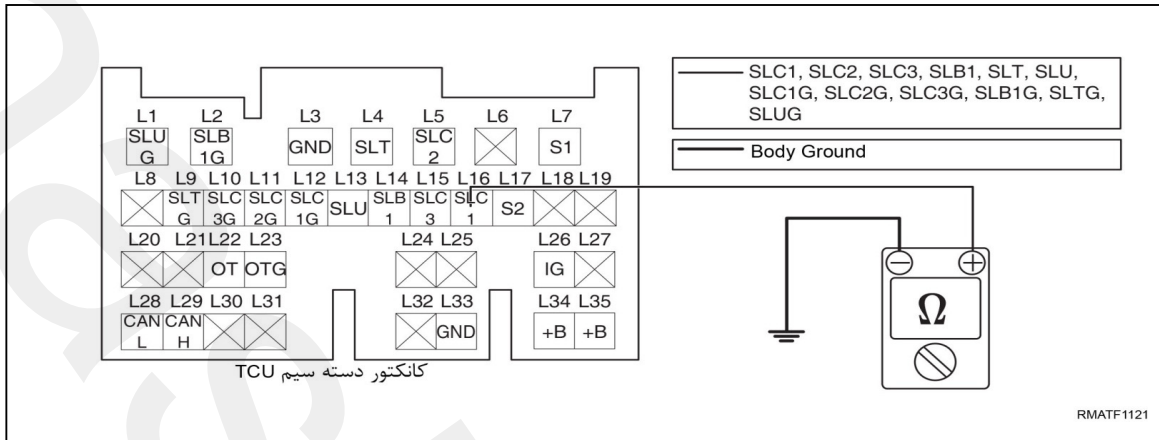 SLC1, SLC2, SLC3, SLB1, SLT, SLU,
SLC1G, SLC2G, SLC3G, SLB1G, SLTG,
SLUG
Body Ground
L1 L2 L3 L4 L5 L6 L7
SLU G SLB 1G GND SLT SLC 2 S1
L8 L9 L10 L11 L12 L13 L14 L15 L16 L17 L18 L19
SLT G SLC 3G SLC 2G SLC 1G SLU SLB 1 SLC 3 SLC 1 S2
L20 L21 L22 L23 L24 L25 L26 L27
OT OTG IG
Ω
L28 L29 L30 L31 L32 L33 L34 L35
CAN L CAN H GND +B +B
کانکتور دسته سیم TCU
RMATF1121